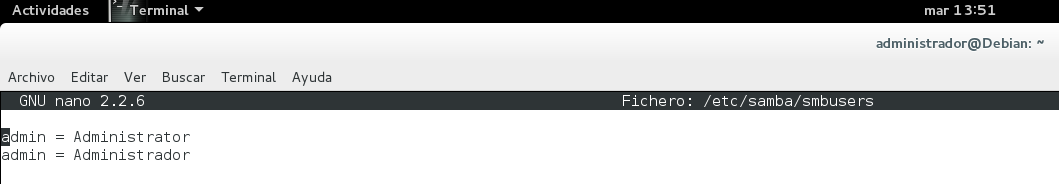 Actividades Terminal mar 13:51
administrador@Debian: ~
Archivo Editar Ver Buscar Terminal Ayuda
GNU nano 2.2.6 Fichero: /etc/samba/smbusers
admin = Administrator
admin = Administrador